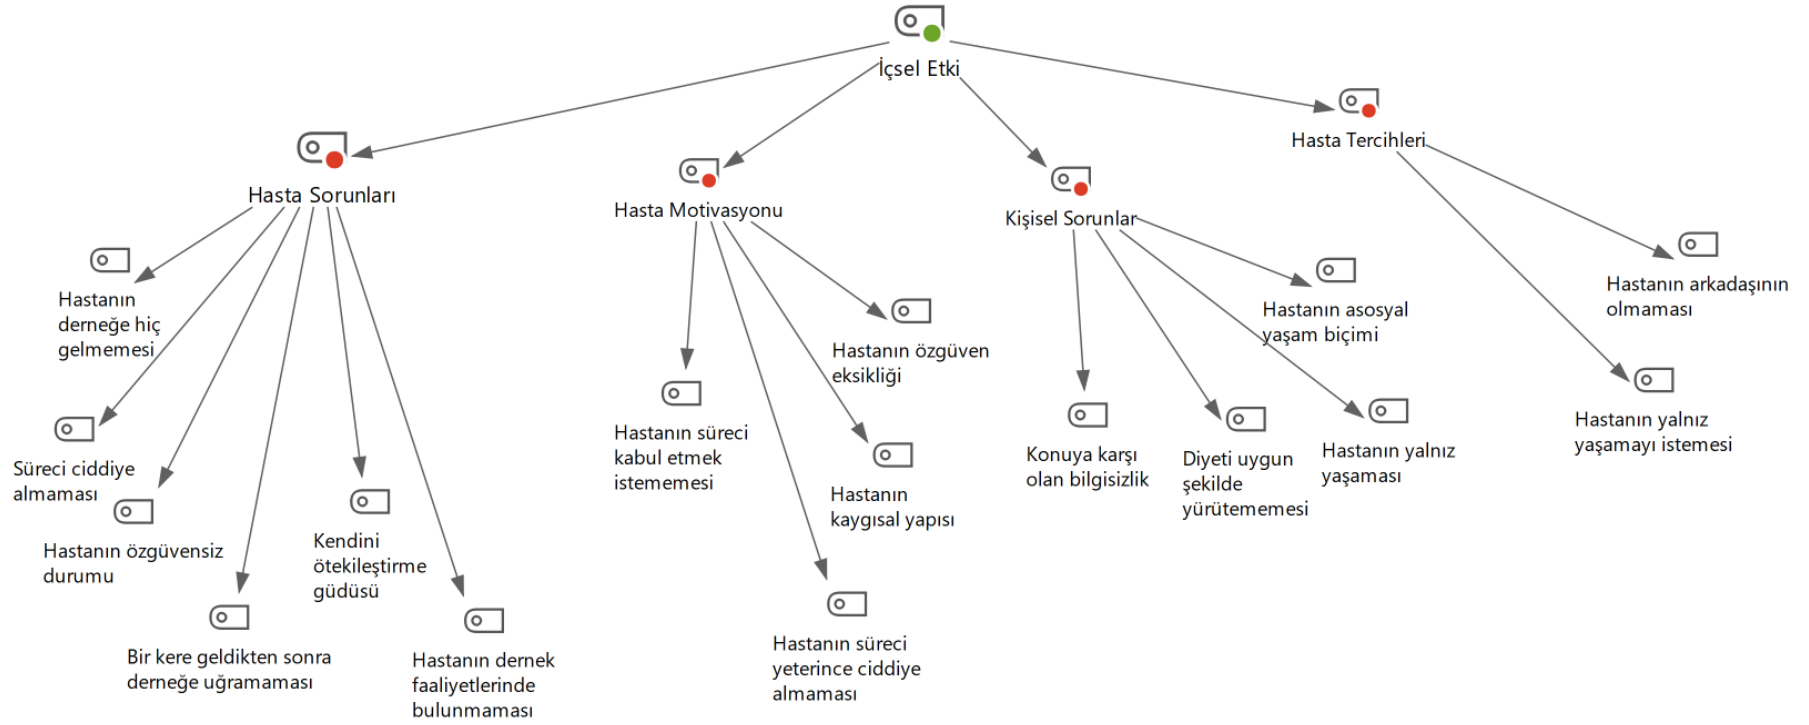 İçsel Etki
Hasta Sorunları
Hasta Motivasyonu
Kişisel Sorunlar
Hasta Tercihleri
Hastanın
derneğe hiç
gelmemesi
Süreci ciddiye
almaması
Hastanın özgüvensiz
durumu
Bir kere geldikten sonra
derneğe uğramaması
Kendini
ötekileştirme
güdüsü
Hastanın dernek
faaliyetlerinde
bulunmaması
Hastanın süreci
kabul etmek
istememesi
Hastanın süreci
yeterince ciddiye
almaması
Hastanın
kaygısal yapısı
Hastanın özgüven
eksikliği
Konuya karşı
olan bilgisizlik
Diyeti uygun
şekilde
yürütememesi
Hastanın yalnız
yaşaması
Hastanın asosyal
yaşam biçimi
Hastanın yalnız
yaşamayı istemesi
Hastanın arkadaşının
olmaması